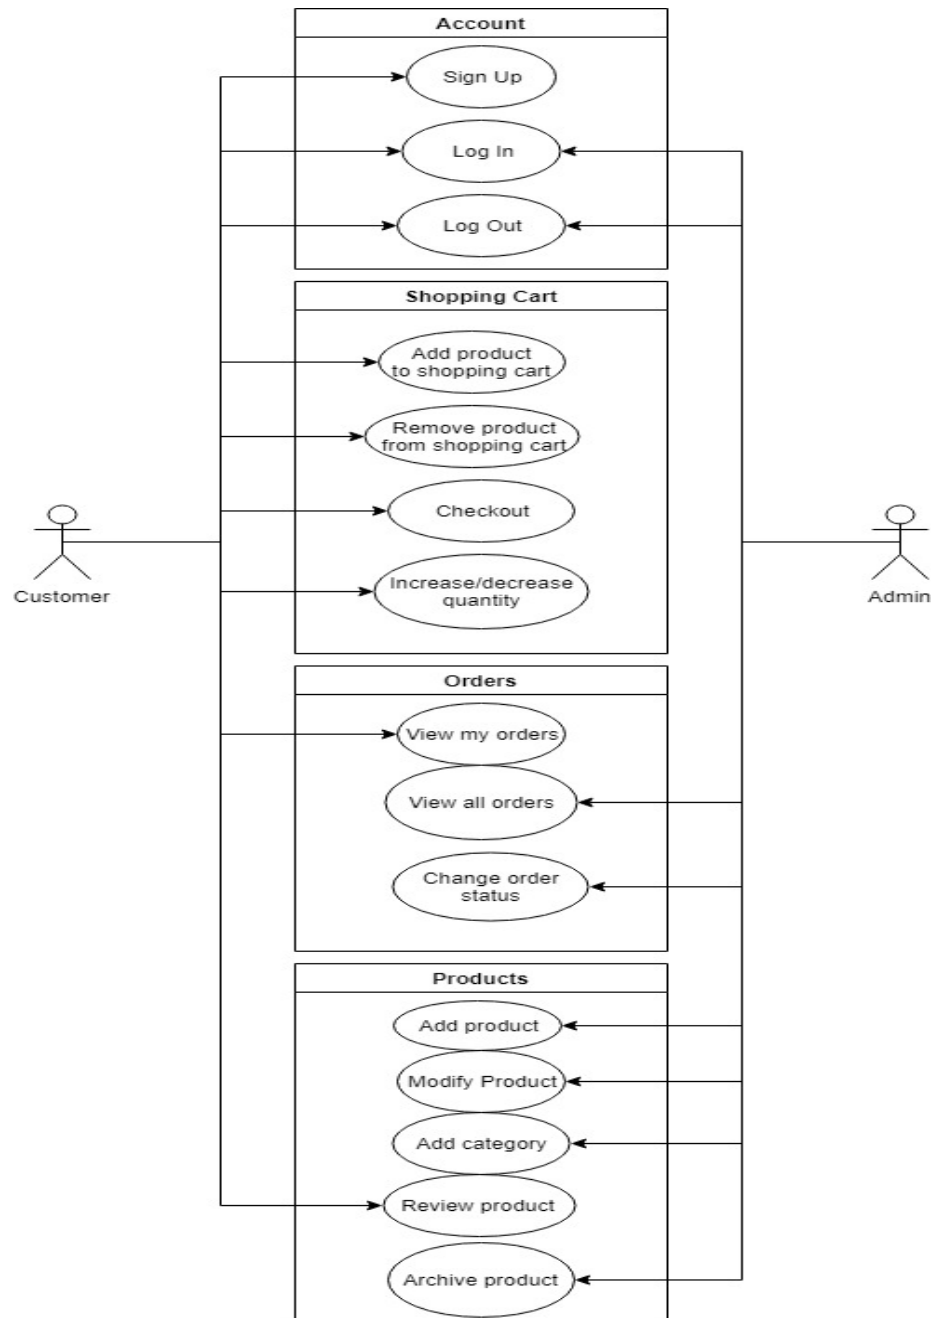 Account
Sign Up
Log In
Log Out
Shopping Cart
Add product
to shopping cart
Remove product
from shopping cart
Checkout
Increase/decrease
quantity
Customer
Admin
Orders
View my orders
View all orders
Change order
status
Products
Add product
Modify Product
Add category
Review product
Archive product